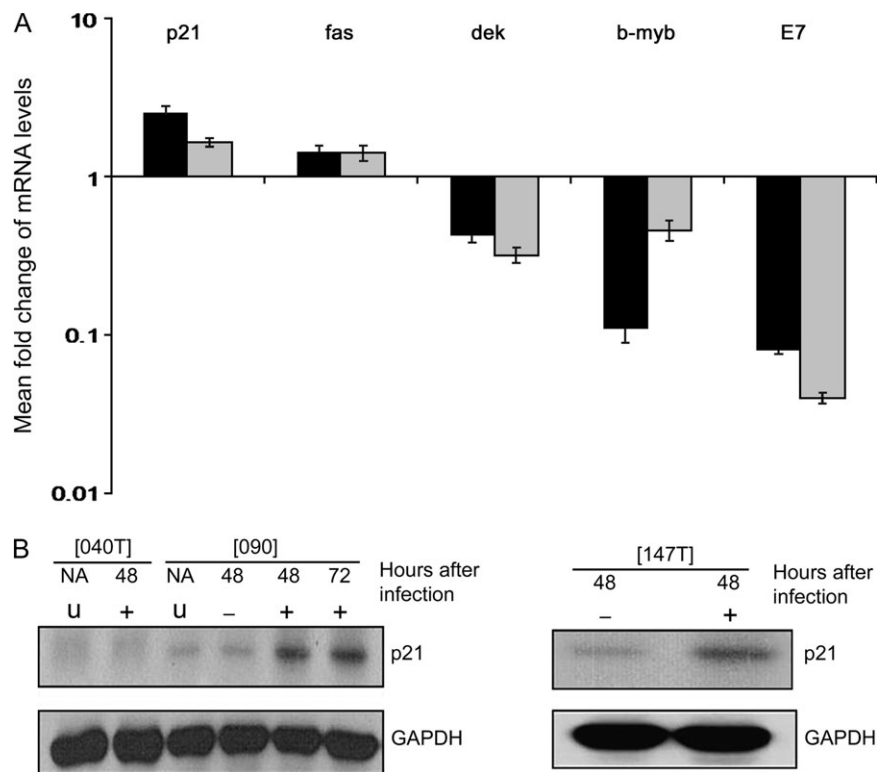 A
Mean fold change of mRNA levels
10
1
0.1
0.01
p21 fas dek b-myb E7
B
[040T] [090]
NA 48 NA 48 48 72 Hours after
infection
u + u – + +
p21
GAPDH
[147T]
48 48 Hours after
infection
– +
p21
GAPDH